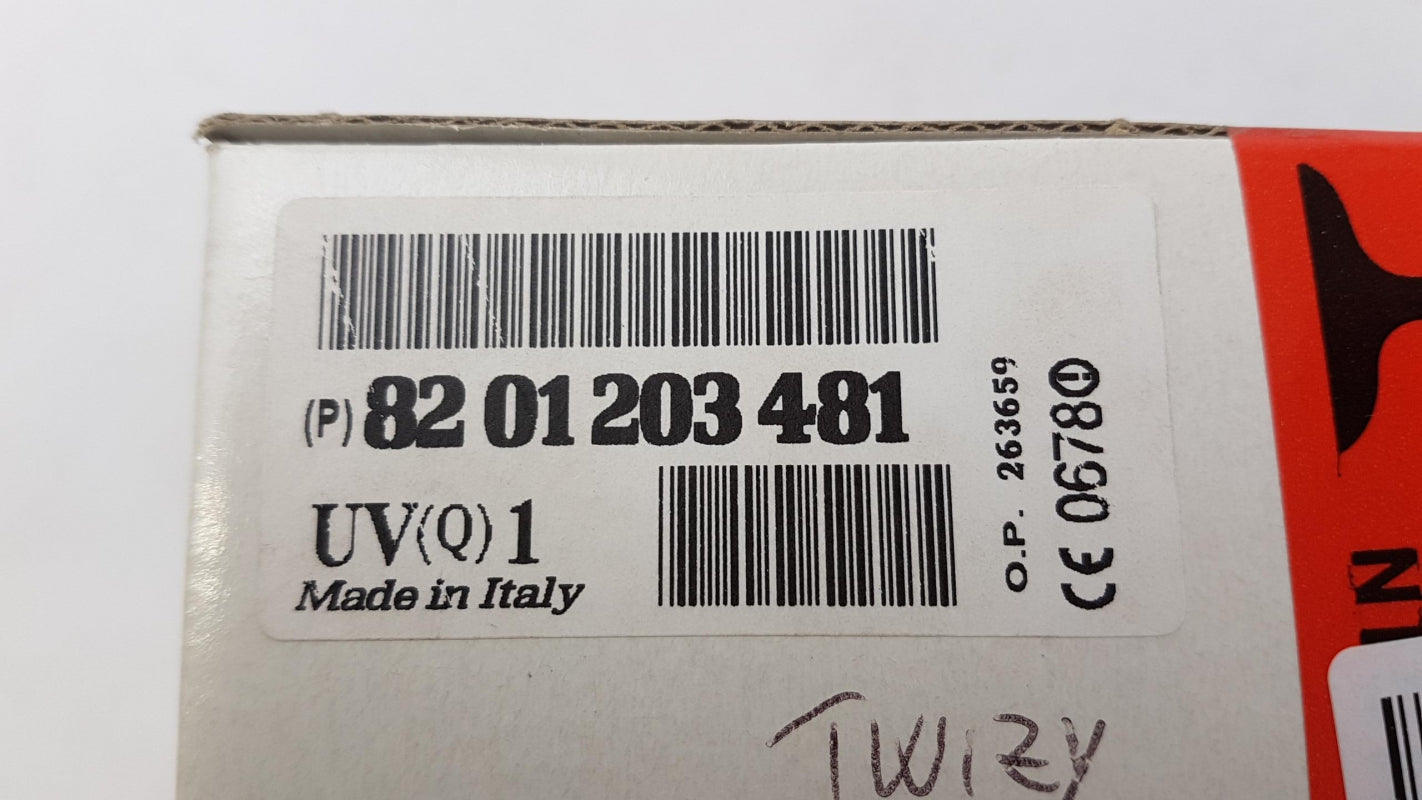 (P) 82 01 203 481
UV(Q) 1
Made in Italy
O.P. 263659
CE 0678
TWIZY